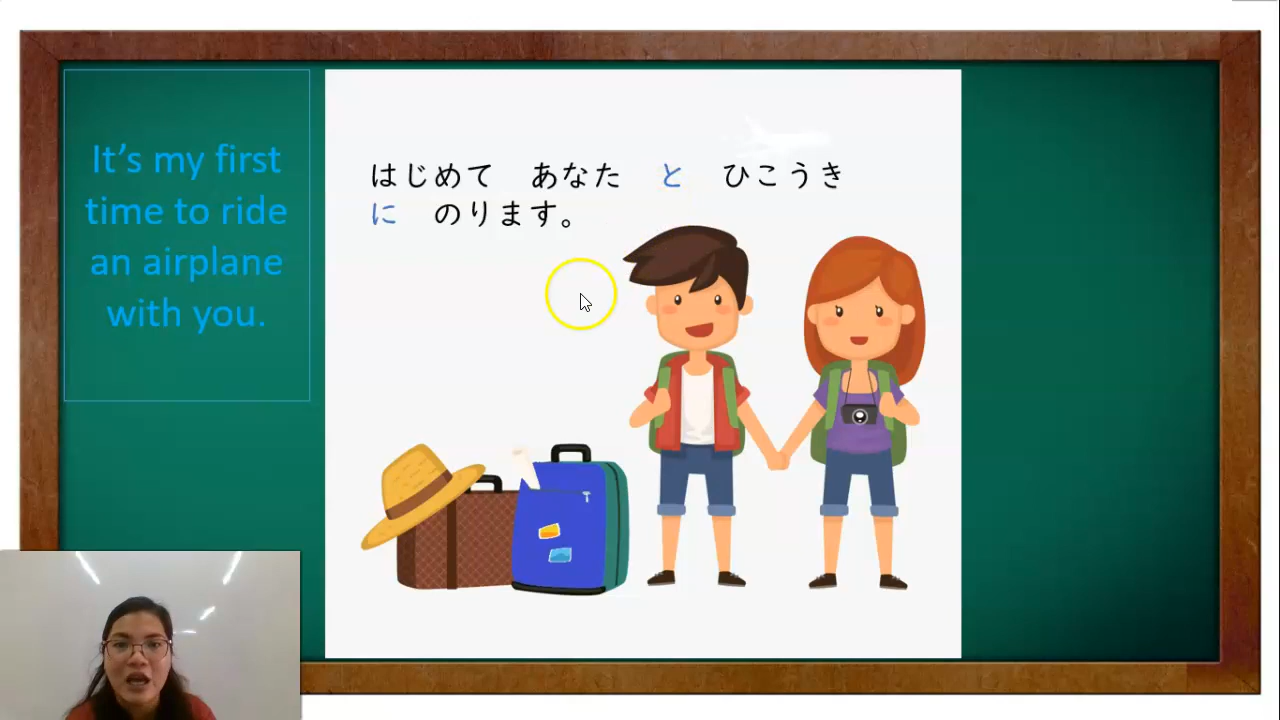 It's my first
time to ride
an airplane
with you.
はじめて　あなた　と　ひこうき
に　のります。